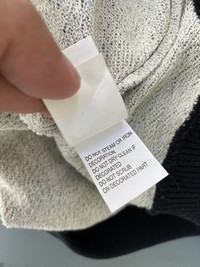 DO NOT STEAM OR IRON
DECORATION
DO NOT DRY CLEAN IF
DECORATED
DO NOT SCRUB
ON DECORATED PART